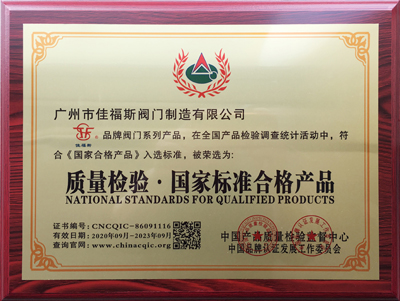 广州市佳福斯阀门制造有限公司
佳福斯 品牌阀门系列产品，在全国产品检验调查统计活动中，符
合《国家合格产品》入选标准，被荣选为：
质量检验·国家标准合格产品
NATIONAL STANDARDS FOR QUALIFIED PRODUCTS
证书编号：CNCQIC-86091116
有效日期：2020年09月-2023年09月
查询官网：www.chinacqic.org
中国产品质量检验监督中心
中国品牌认证发展工作委员会